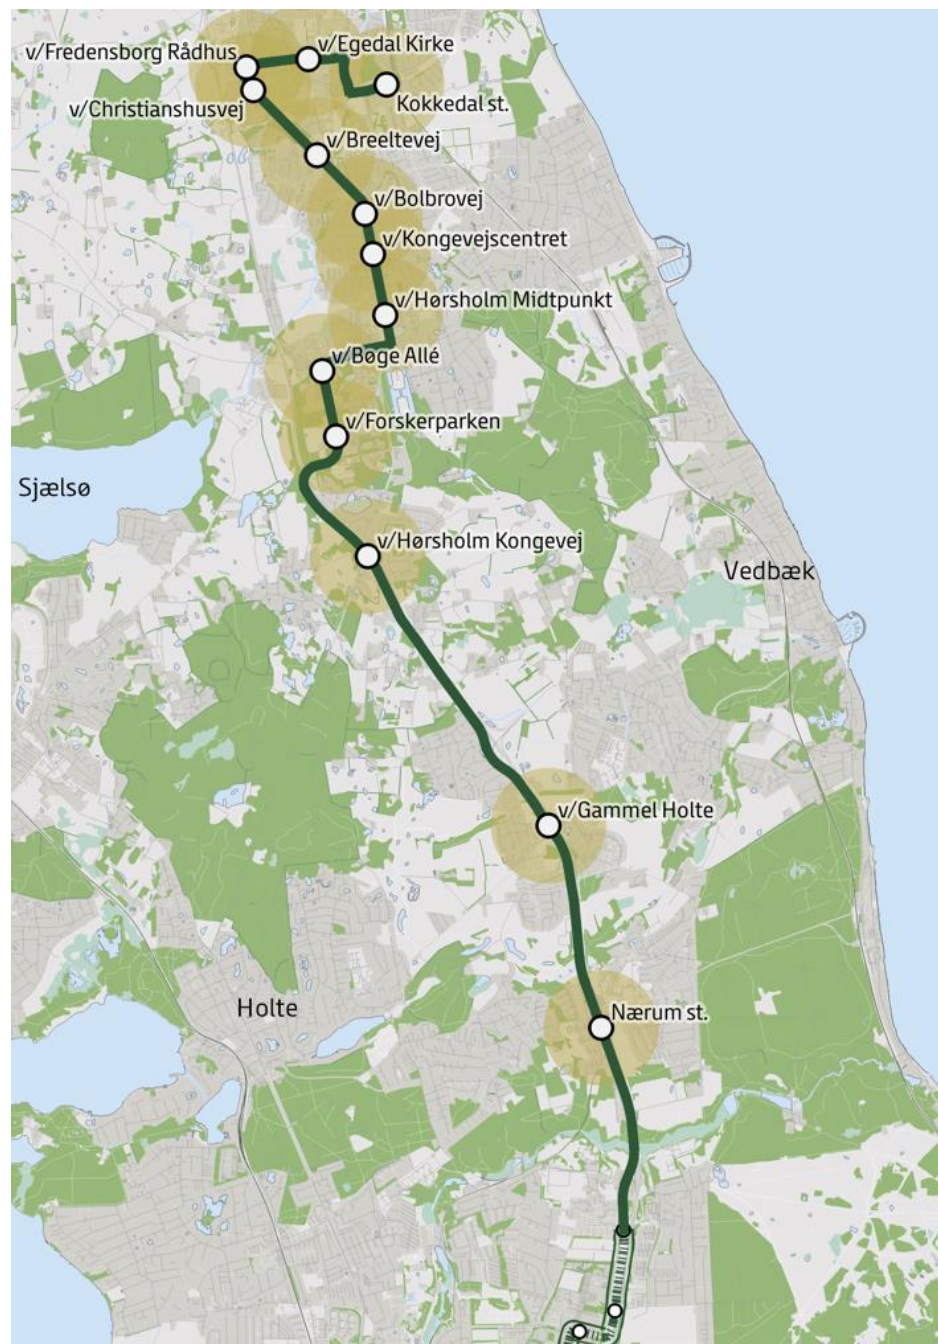 v/Egedal Kirke
v/Fredensborg Rådhus
Kokkedal st.
v/Christianshusvej
v/Breeltevej
v/Bolbrovej
v/Kongevejscentret
v/Hørsholm Midtpunkt
v/Bøge Allé
v/Forskerparken
Sjælsø
v/Hørsholm Kongevej
Vedbæk
v/Gammel Holte
Holte
Nærum st.